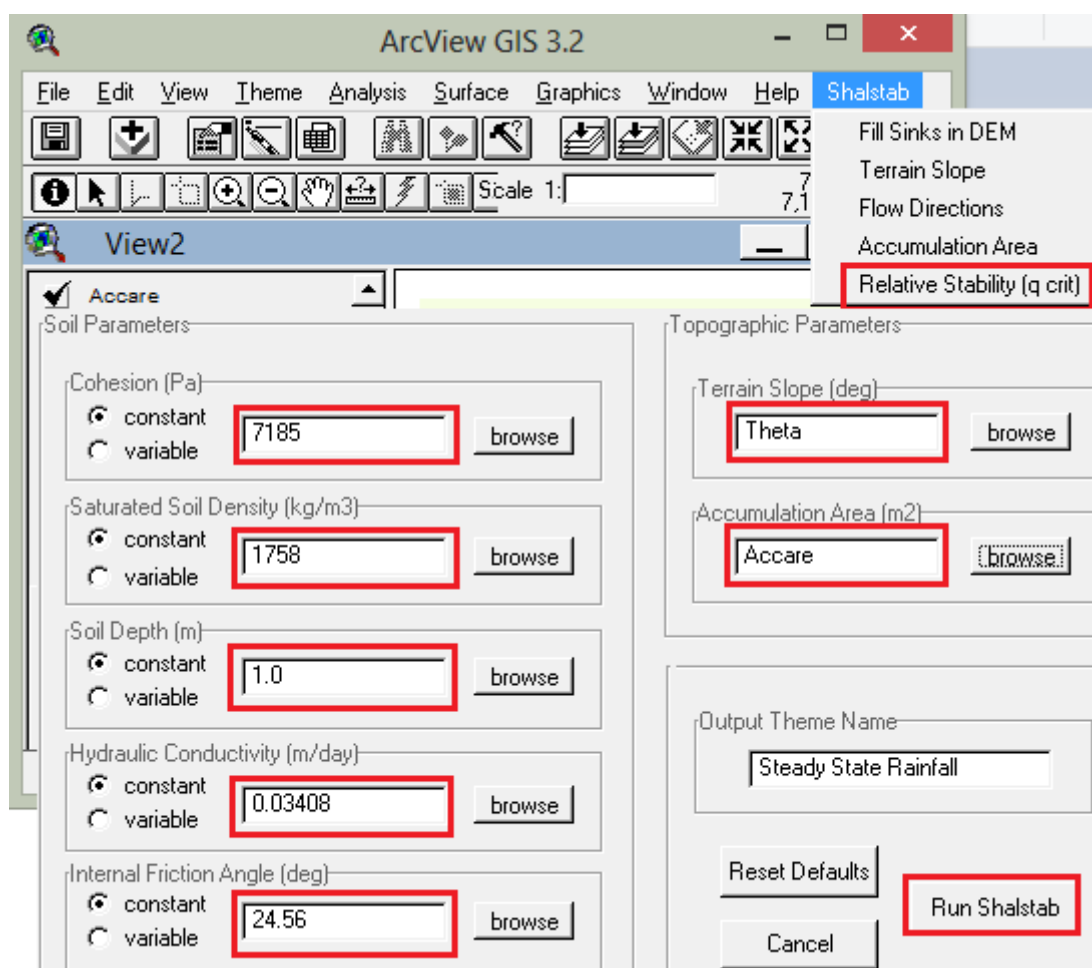 ArcView GIS 3.2
File Edit View Theme Analysis Surface Graphics Window Help Shalstab
Fill Sinks in DEM
Terrain Slope
Flow Directions
Accumulation Area
Relative Stability (q crit)
Scale 1:
View2
Accare
Soil Parameters
Cohesion (Pa)
constant
variable
7185
browse
Saturated Soil Density (kg/m3)
constant
variable
1758
browse
Soil Depth (m)
constant
variable
1.0
browse
Hydraulic Conductivity (m/day)
constant
variable
0.03408
browse
Internal Friction Angle (deg)
constant
variable
24.56
browse
Topographic Parameters
Terrain Slope (deg)
Theta
browse
Accumulation Area (m2)
Accare
browse
Output Theme Name
Steady State Rainfall
Reset Defaults
Run Shalstab
Cancel